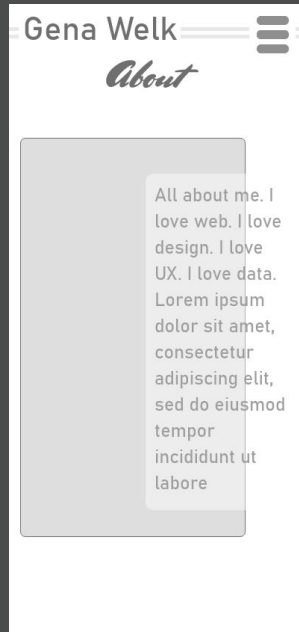 Gena Welk
About
All about me. I
love web. I love
design. I love
UX. I love data.
Lorem ipsum
dolor sit amet,
consectetur
adipiscing elit,
sed do eiusmod
tempor
incididunt ut
labore